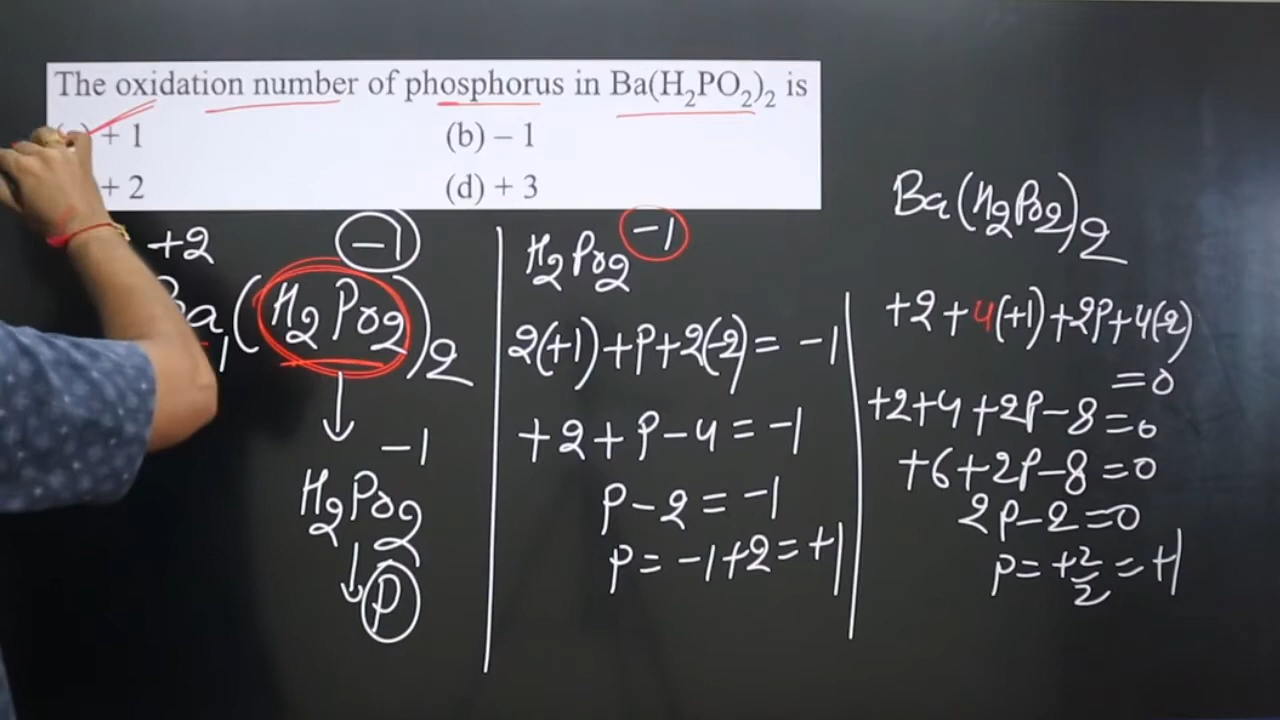 The oxidation number of phosphorus in Ba(H₂PO₂)₂ is
+ 1 (b) – 1
+ 2 (d) + 3
+2 -1
Ba₁(H₂PO₂)₂
-1
H₂PO₂
P
H₂PO₂ -1
2(+1)+P+2(-2) = -1
+2+P-4 = -1
P-2 = -1
P = -1+2 = +1
Ba(H₂PO₂)₂
+2+4(+1)+2P+4(-2)
=0
+2+4+2P-8=0
+6+2P-8=0
2P-2=0
P=+2/2=+1